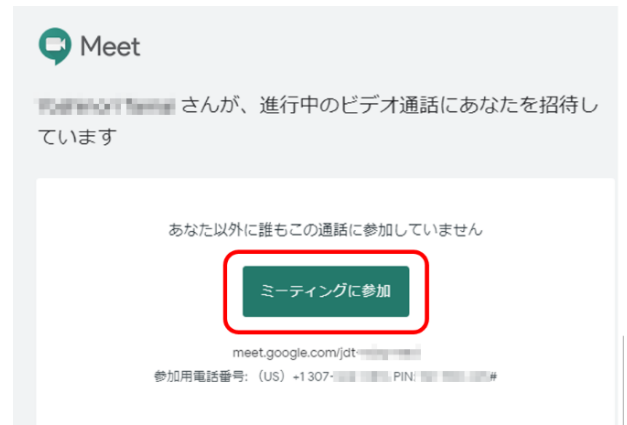 Meet
さんが、進行中のビデオ通話にあなたを招待し
ています
あなた以外に誰もこの通話に参加していません
ミーティングに参加
meet.google.com/jdt-
参加用電話番号: （US）+1 307- PIN: #